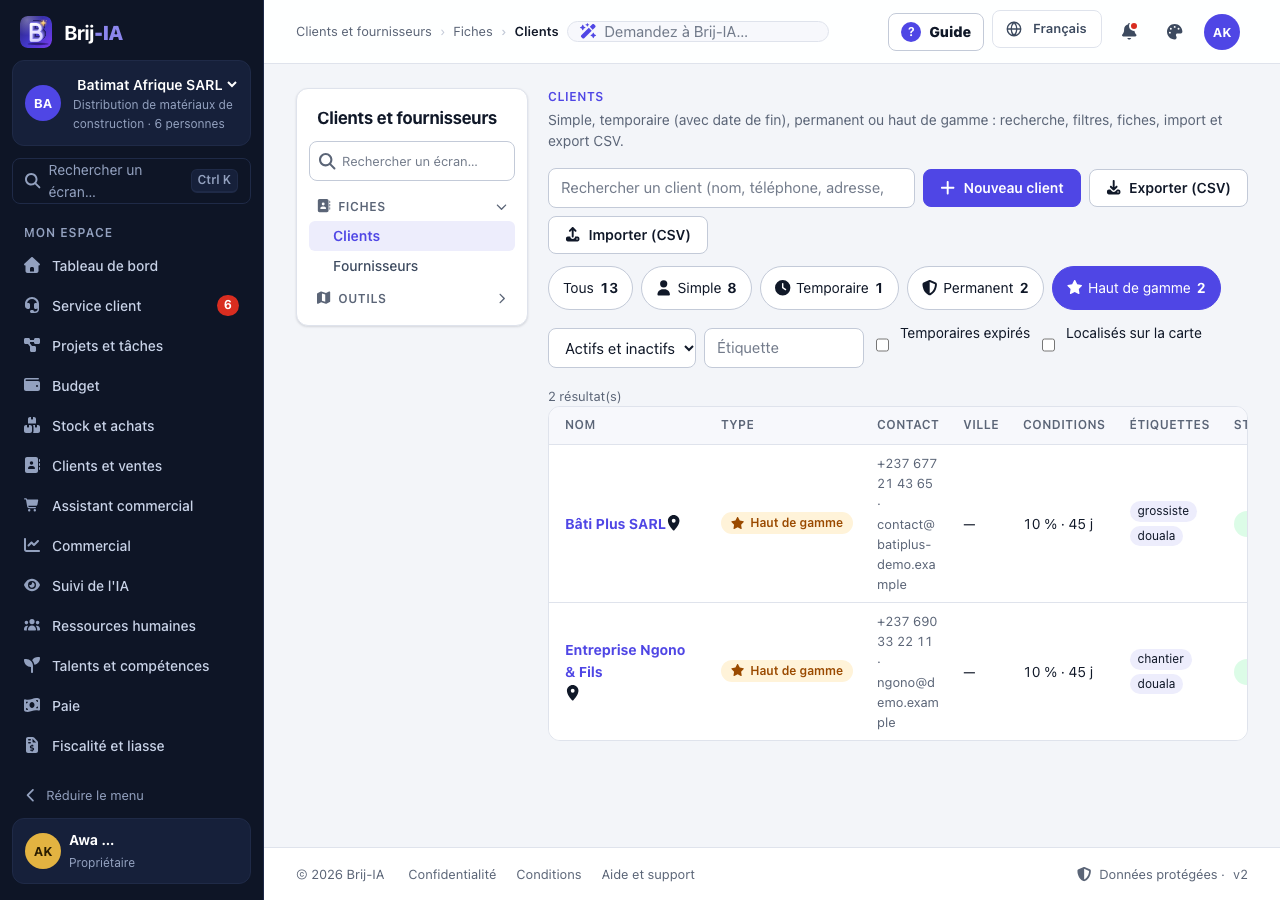 Brij-IA
BA
Batimat Afrique SARL
Distribution de matériaux de
construction · 6 personnes
Rechercher un
écran...
Ctrl K
MON ESPACE
Tableau de bord
Service client
6
Projets et tâches
Budget
Stock et achats
Clients et ventes
Assistant commercial
Commercial
Suivi de l'IA
Ressources humaines
Talents et compétences
Paie
Fiscalité et liasse
Réduire le menu
AK
Awa ...
Propriétaire
Clients et fournisseurs › Fiches › Clients
Demandez à Brij-IA...
? Guide
Français
AK
Clients et fournisseurs
Rechercher un écran...
FICHES
Clients
Fournisseurs
OUTILS
CLIENTS
Simple, temporaire (avec date de fin), permanent ou haut de gamme : recherche, filtres, fiches, import et
export CSV.
Rechercher un client (nom, téléphone, adresse,
Nouveau client
Exporter (CSV)
Importer (CSV)
Tous 13
Simple 8
Temporaire 1
Permanent 2
Haut de gamme 2
Actifs et inactifs
Étiquette
Temporaires expirés
Localisés sur la carte
2 résultat(s)
NOM TYPE CONTACT VILLE CONDITIONS ÉTIQUETTES
Bâti Plus SARL
Haut de gamme
+237 677
21 43 65
·
contact@
batiplus-
demo.exa
mple
—
10 % · 45 j
grossiste
douala
Entreprise Ngono
& Fils
Haut de gamme
+237 690
33 22 11
·
ngono@d
emo.exam
ple
—
10 % · 45 j
chantier
douala
© 2026 Brij-IA
Confidentialité
Conditions
Aide et support
Données protégées · v2